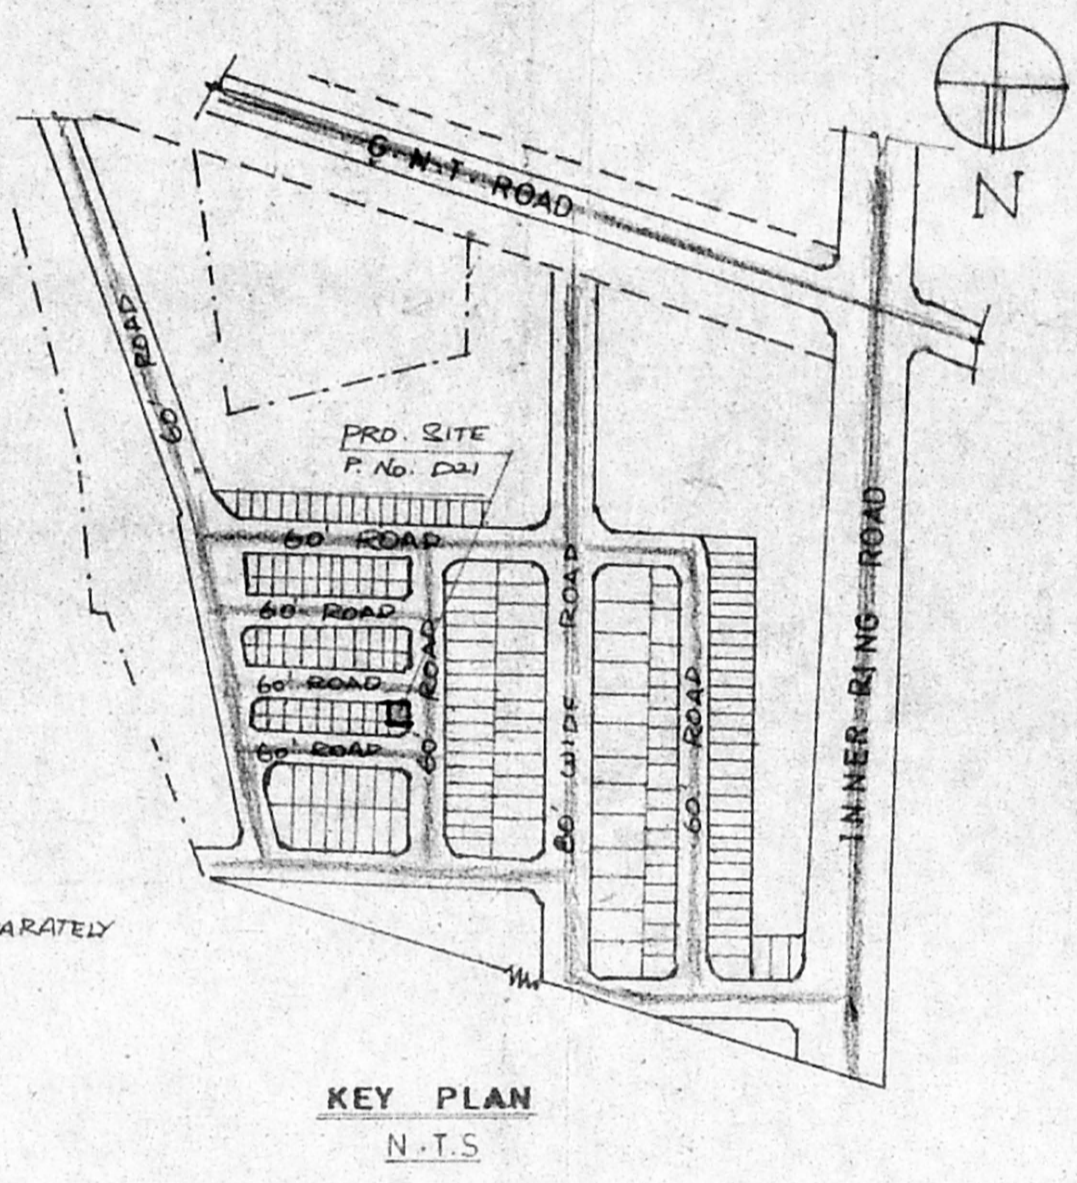 G.N.T. ROAD
N
60' ROAD
PRO. SITE
P. No. D21
60' ROAD
60' ROAD
60' ROAD
60' ROAD
60' ROAD
80' WIDE ROAD
60' ROAD
INNER RING ROAD
ARATELY
KEY PLAN
N.T.S